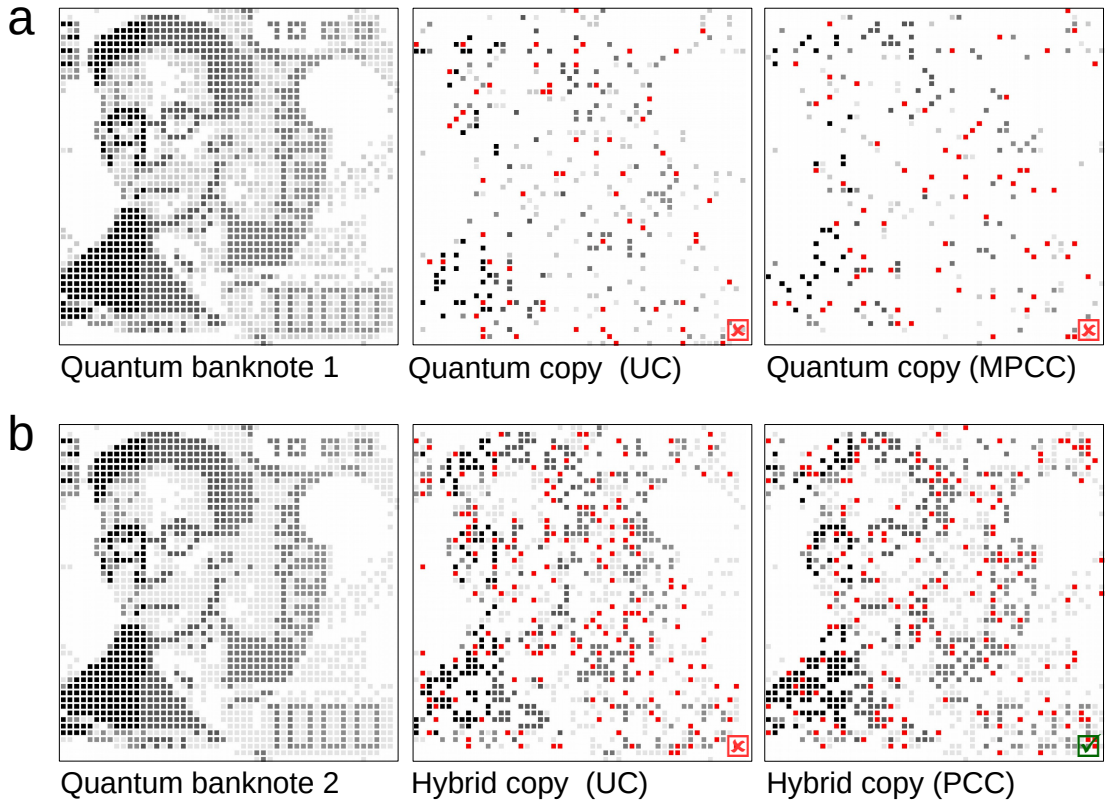 a
Quantum banknote 1
Quantum copy (UC)
Quantum copy (MPCC)
b
Quantum banknote 2
Hybrid copy (UC)
Hybrid copy (PCC)